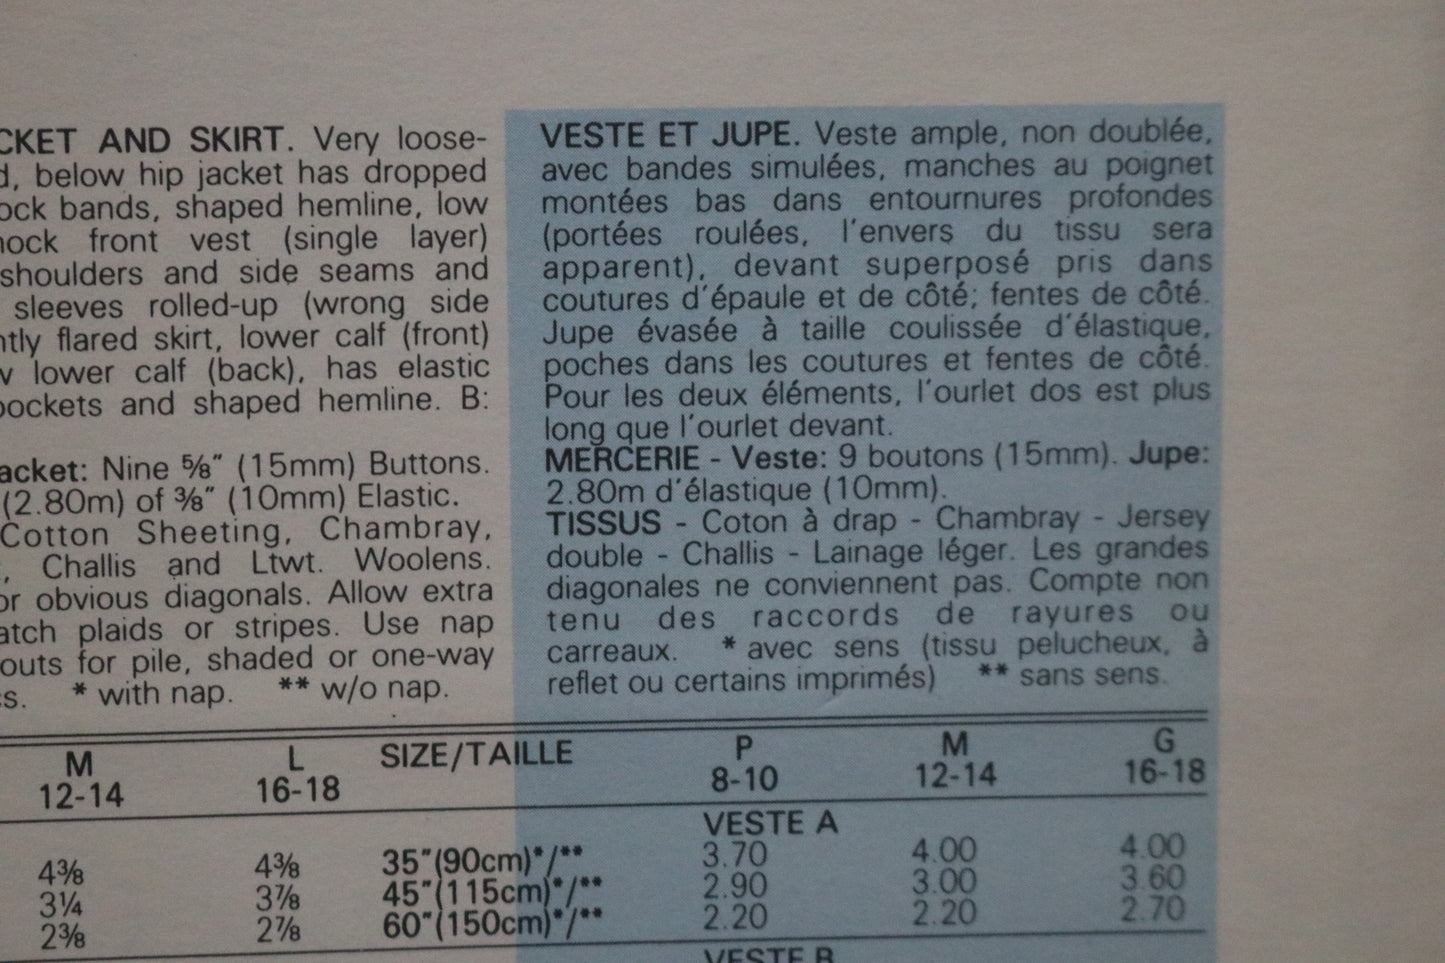 CKET AND SKIRT. Very loose-
d, below hip jacket has dropped
ock bands, shaped hemline, low
ock front vest (single layer)
shoulders and side seams and
sleeves rolled-up (wrong side
ntly flared skirt, lower calf (front)
w lower calf (back), has elastic
pockets and shaped hemline. B:
acket: Nine ⅝" (15mm) Buttons.
(2.80m) of ⅜" (10mm) Elastic.
Cotton Sheeting, Chambray,
, Challis and Ltwt. Woolens.
or obvious diagonals. Allow extra
atch plaids or stripes. Use nap
outs for pile, shaded or one-way
s. * with nap. ** w/o nap.
VESTE ET JUPE. Veste ample, non doublée,
avec bandes simulées, manches au poignet
montées bas dans entournures profondes
(portées roulées, l'envers du tissu sera
apparent), devant superposé pris dans
coutures d'épaule et de côté; fentes de côté.
Jupe évasée à taille coulissée d'élastique,
poches dans les coutures et fentes de côté.
Pour les deux éléments, l'ourlet dos est plus
long que l'ourlet devant.
MERCERIE - Veste: 9 boutons (15mm). Jupe:
2.80m d'élastique (10mm).
TISSUS - Coton à drap - Chambray - Jersey
double - Challis - Lainage léger. Les grandes
diagonales ne conviennent pas. Compte non
tenu des raccords de rayures ou
carreaux. * avec sens (tissu pelucheux, à
reflet ou certains imprimés) ** sans sens.
M L SIZE/TAILLE P M G
12-14 16-18 8-10 12-14 16-18
VESTE A
4⅜ 4⅜ 35"(90cm)*/** 3.70 4.00 4.00
3¼ 3⅞ 45"(115cm)*/** 2.90 3.00 3.60
2⅜ 2⅞ 60"(150cm)*/** 2.20 2.20 2.70
VESTE B